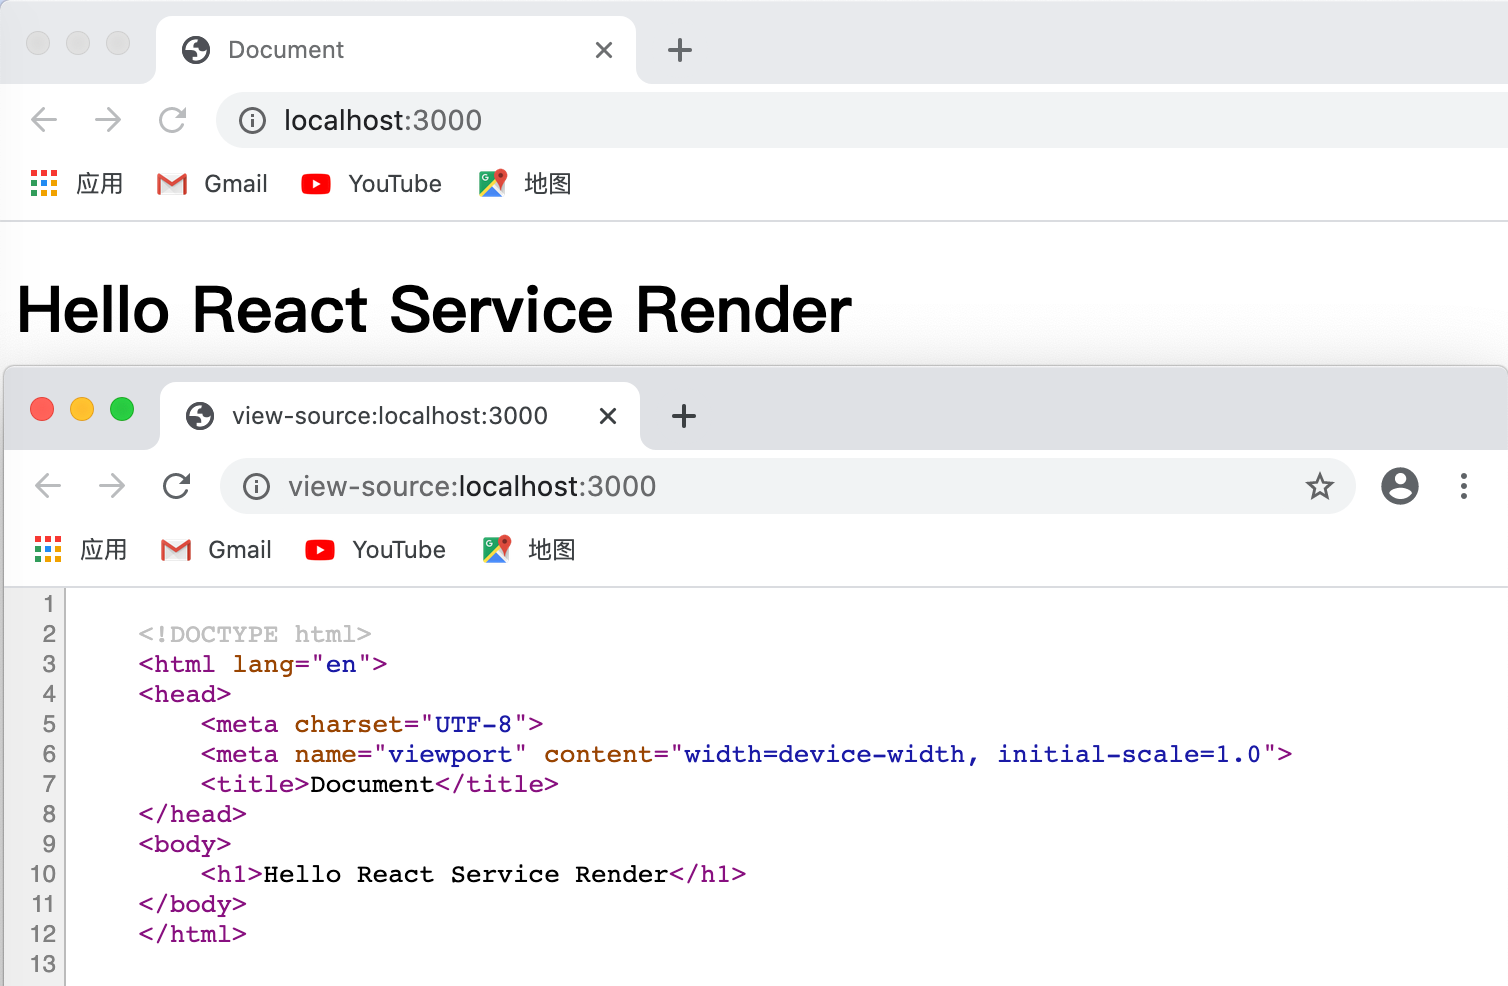 Document
localhost:3000
应用 Gmail YouTube 地图
Hello React Service Render
view-source:localhost:3000
view-source:localhost:3000
应用 Gmail YouTube 地图
1
2 <!DOCTYPE html>
3 <html lang="en">
4 <head>
5 <meta charset="UTF-8">
6 <meta name="viewport" content="width=device-width, initial-scale=1.0">
7 <title>Document</title>
8 </head>
9 <body>
10 <h1>Hello React Service Render</h1>
11 </body>
12 </html>
13